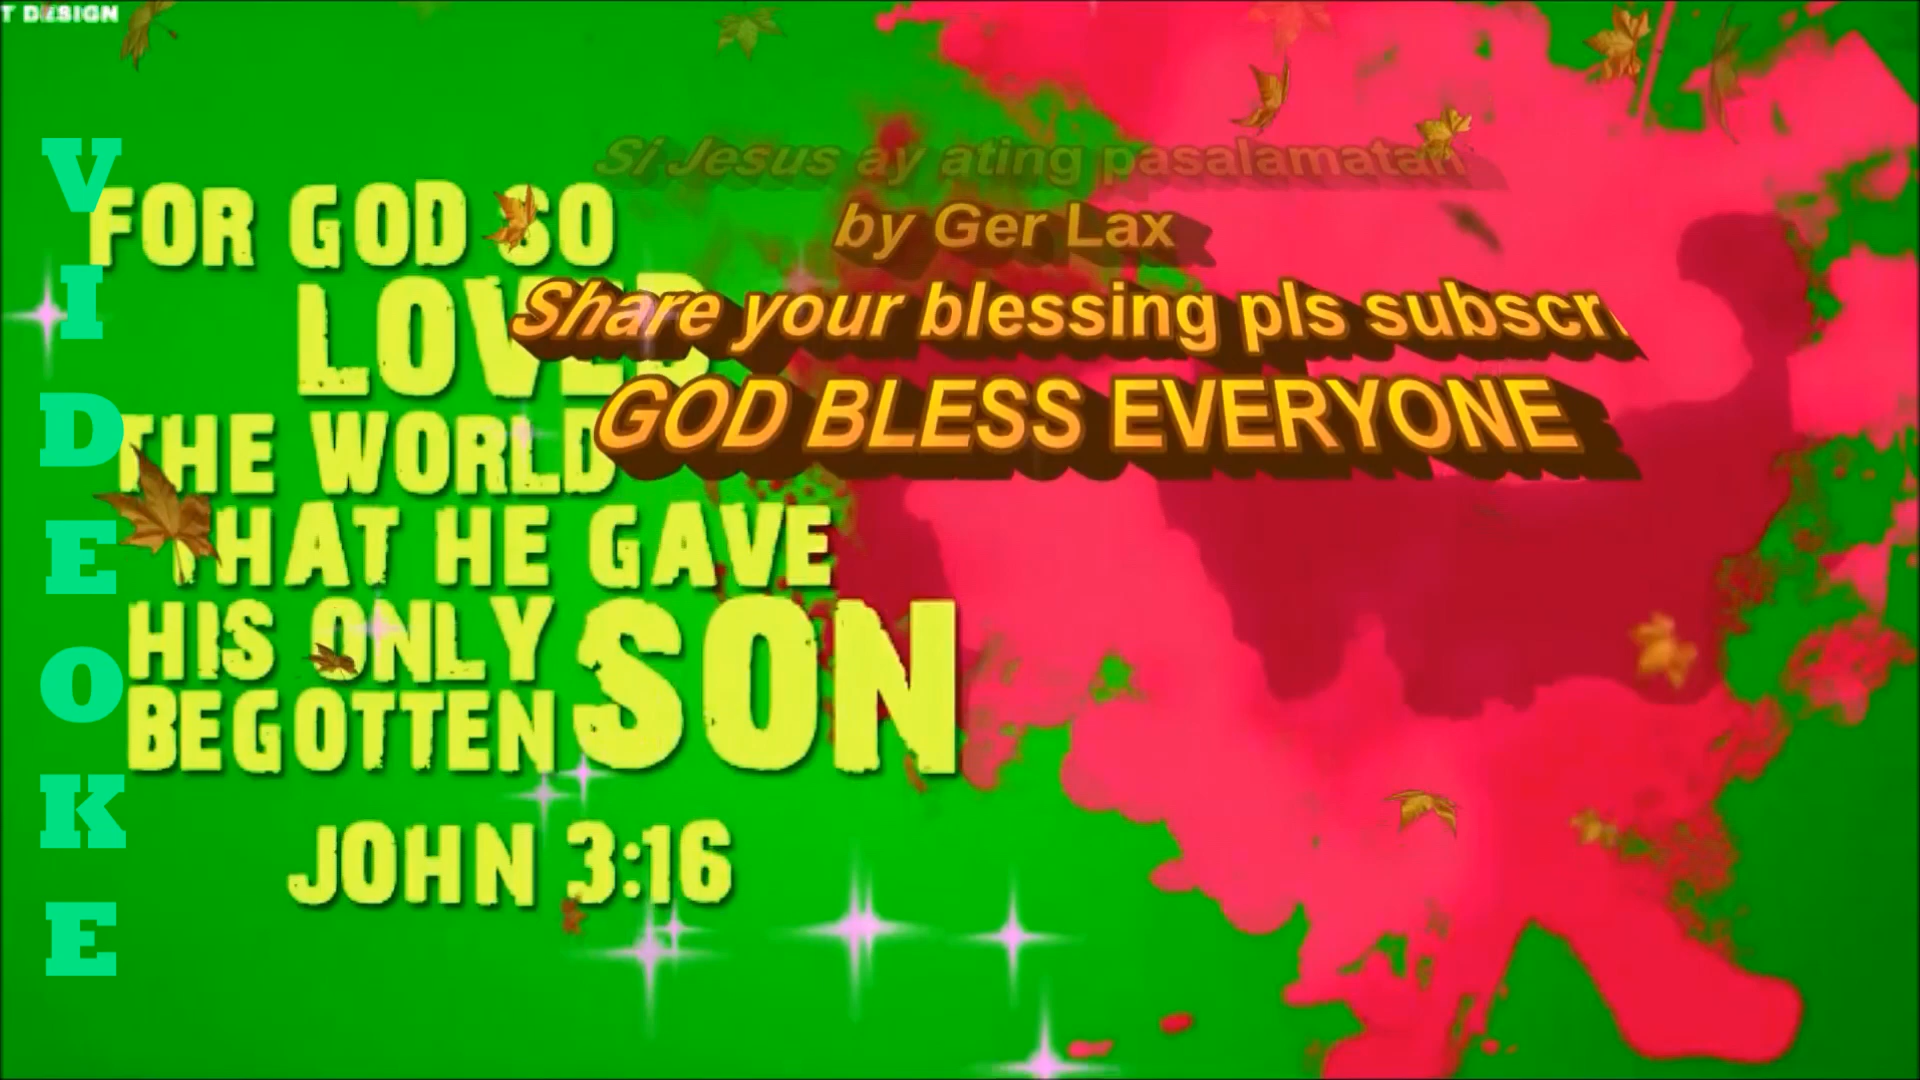 T DESIGN
VIDEOKE
FOR GOD SO
LOVED
THE WORLD
THAT HE GAVE
HIS ONLY
BEGOTTEN SON
JOHN 3:16
Si Jesus ay ating pasalamatan
by Ger Lax
Share your blessing pls subscri
GOD BLESS EVERYONE